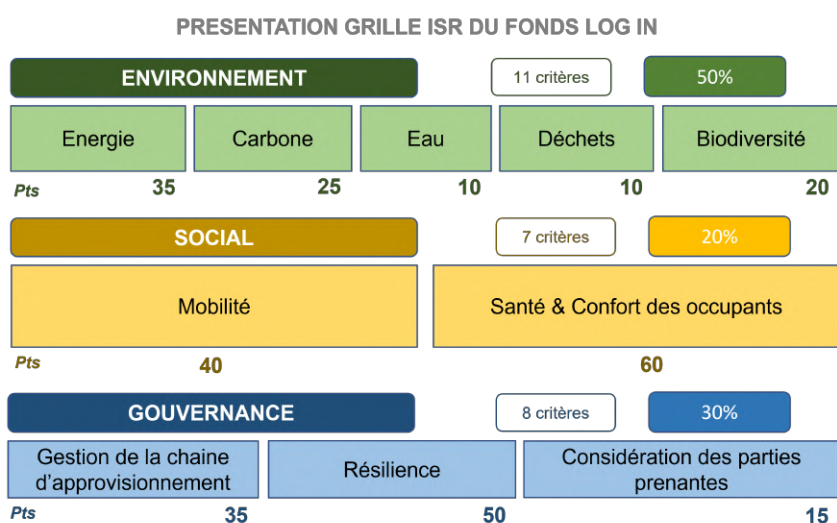 PRESENTATION GRILLE ISR DU FONDS LOG IN
ENVIRONNEMENT 11 critères 50%
Energie Carbone Eau Déchets Biodiversité
Pts 35 25 10 10 20
SOCIAL 7 critères 20%
Mobilité Santé & Confort des occupants
Pts 40 60
GOUVERNANCE 8 critères 30%
Gestion de la chaine
d'approvisionnement
Résilience
Considération des parties
prenantes
Pts 35 50 15